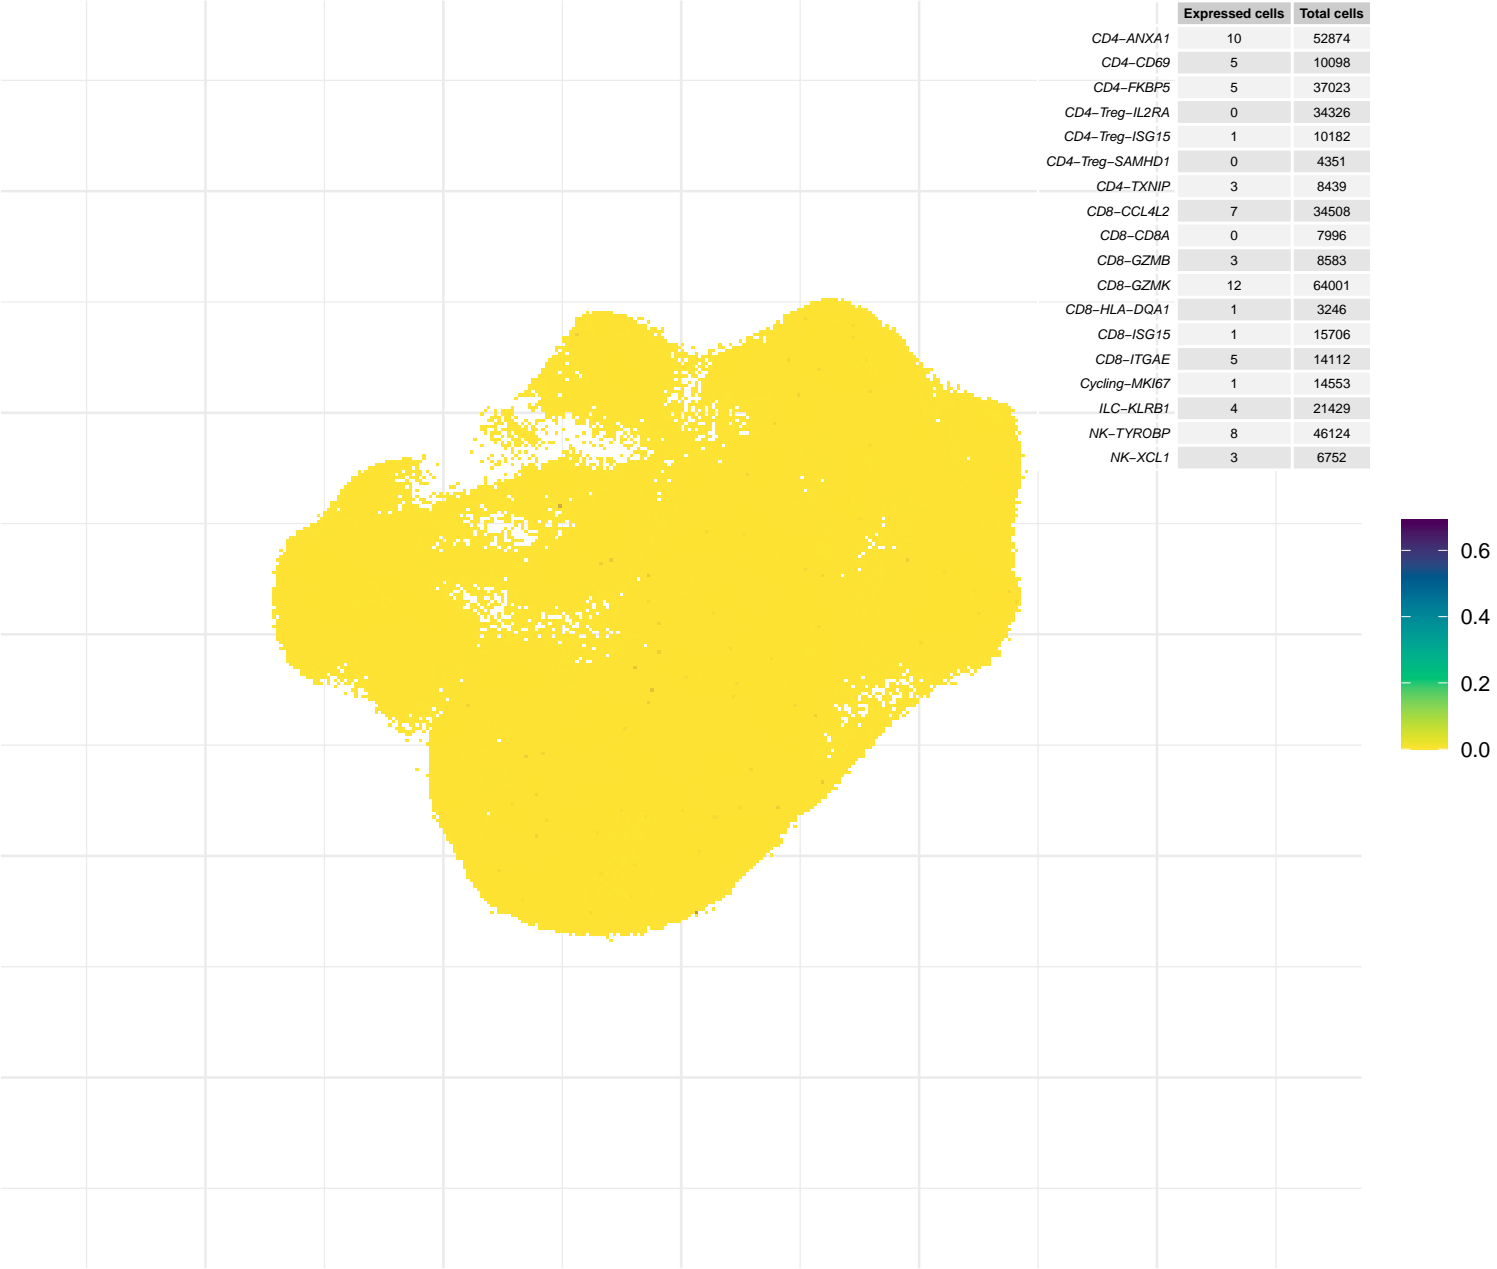 Expressed cells Total cells
CD4−ANXA1 10 52874
CD4−CD69 5 10098
CD4−FKBP5 5 37023
CD4−Treg−IL2RA 0 34326
CD4−Treg−ISG15 1 10182
CD4−Treg−SAMHD1 0 4351
CD4−TXNIP 3 8439
CD8−CCL4L2 7 34508
CD8−CD8A 0 7996
CD8−GZMB 3 8583
CD8−GZMK 12 64001
CD8−HLA−DQA1 1 3246
CD8−ISG15 1 15706
CD8−ITGAE 5 14112
Cycling−MKI67 1 14553
ILC−KLRB1 4 21429
NK−TYROBP 8 46124
NK−XCL1 3 6752
0.6
0.4
0.2
0.0